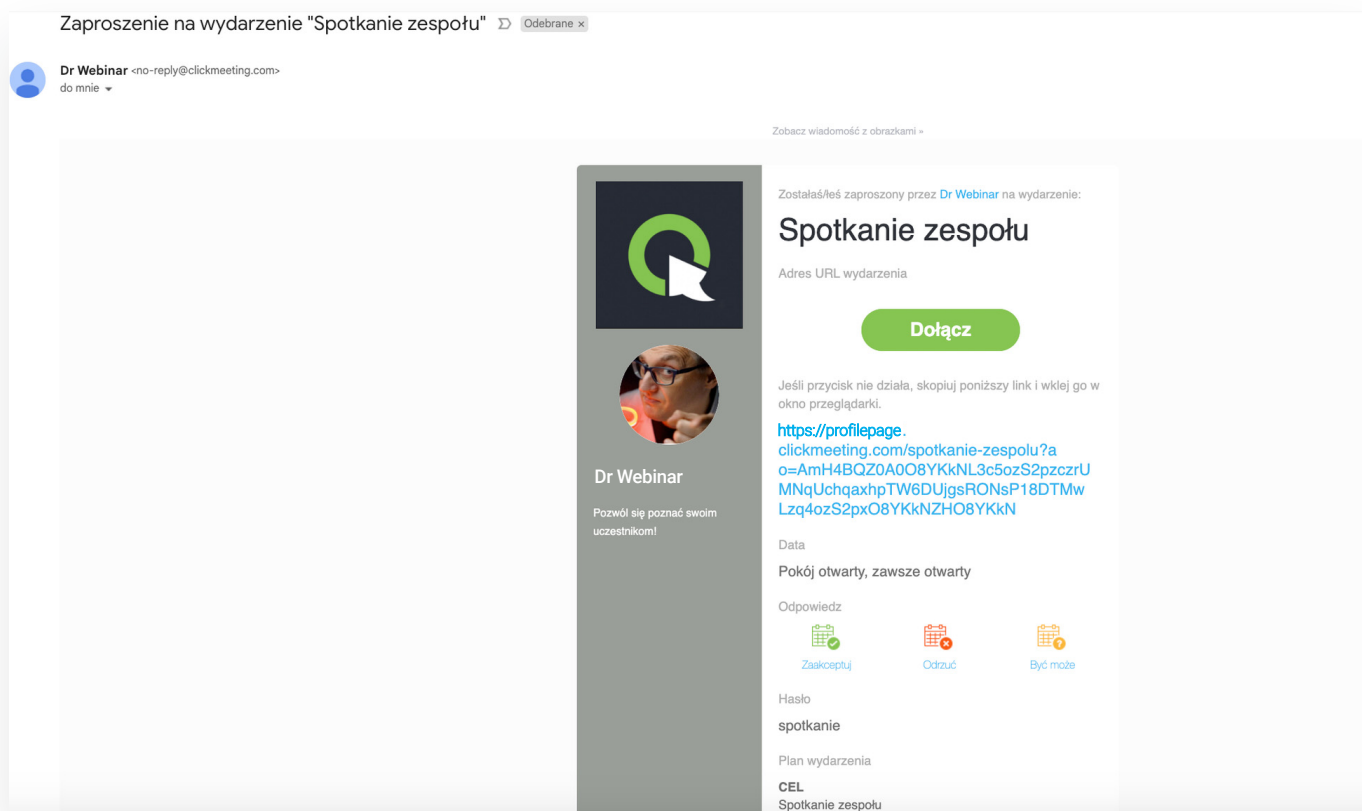 Zaproszenie na wydarzenie "Spotkanie zespołu" Odebrane ×
Dr Webinar <no-reply@clickmeeting.com>
do mnie
Zobacz wiadomość z obrazkami »
Dr Webinar
Pozwól się poznać swoim
uczestnikom!
Zostałaś/łeś zaproszony przez Dr Webinar na wydarzenie:
Spotkanie zespołu
Adres URL wydarzenia
Dołącz
Jeśli przycisk nie działa, skopiuj poniższy link i wklej go w
okno przeglądarki.
https://profilepage.
clickmeeting.com/spotkanie-zespolu?a
o=AmH4BQZ0A0O8YKkNL3c5ozS2pzczrU
MNqUchqaxhpTW6DUjgsRONsP18DTMw
Lzq4ozS2pxO8YKkNZHO8YKkN
Data
Pokój otwarty, zawsze otwarty
Odpowiedz
Zaakceptuj Odrzuć Być może
Hasło
spotkanie
Plan wydarzenia
CEL
Spotkanie zespołu